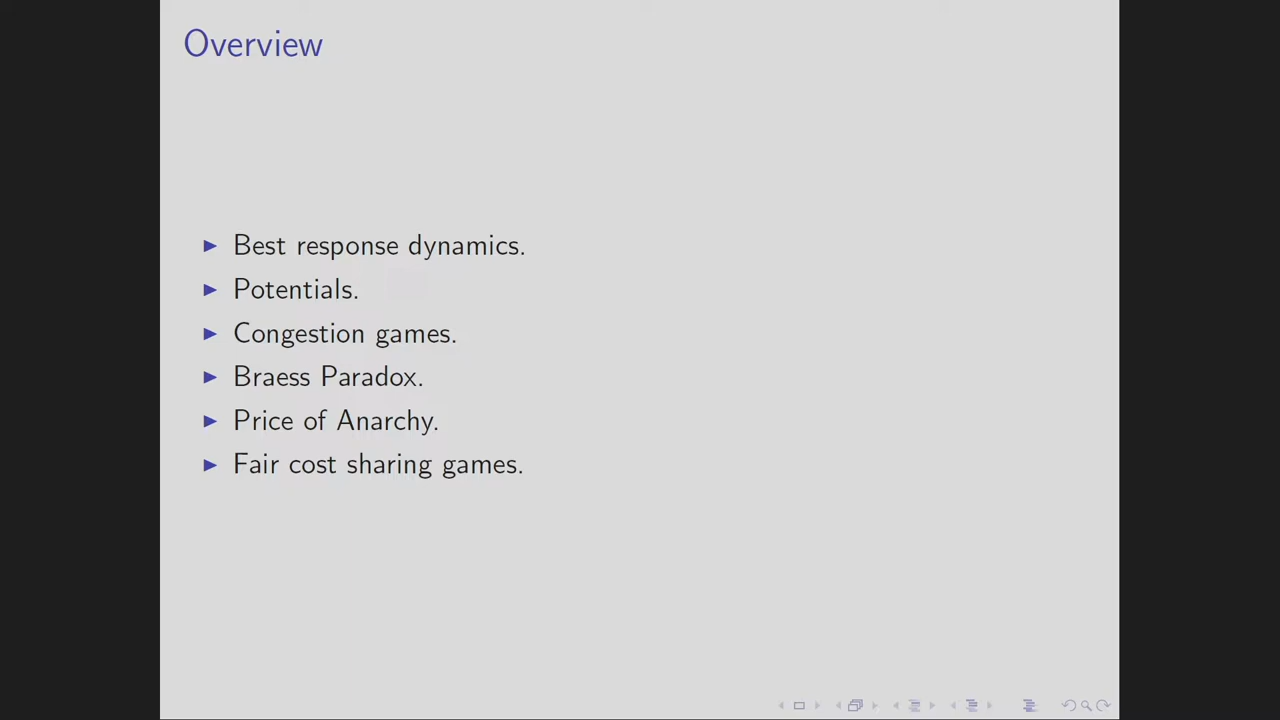 Overview
Best response dynamics.
Potentials.
Congestion games.
Braess Paradox.
Price of Anarchy.
Fair cost sharing games.